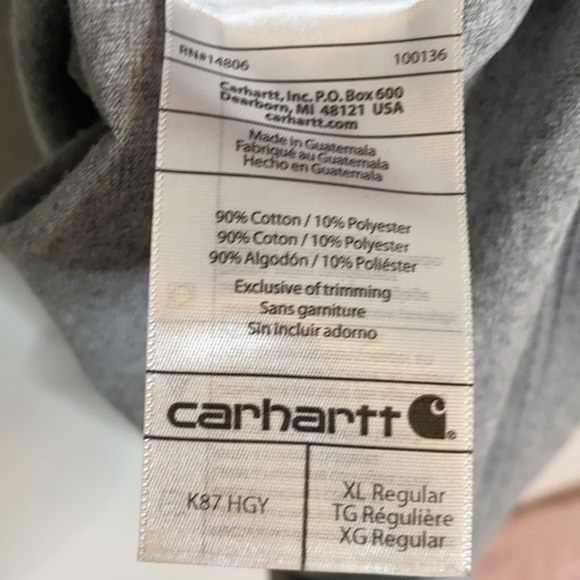 RN#14806 100136
Carhartt, Inc. P.O. Box 600
Dearborn, MI 48121 USA
carhartt.com
Made in Guatemala
Fabriqué au Guatemala
Hecho en Guatemala
90% Cotton / 10% Polyester
90% Coton / 10% Polyester
90% Algodón / 10% Poliéster
Exclusive of trimming
Sans garniture
Sin incluir adorno
carhartt ®
K87 HGY
XL Regular
TG Régulière
XG Regular